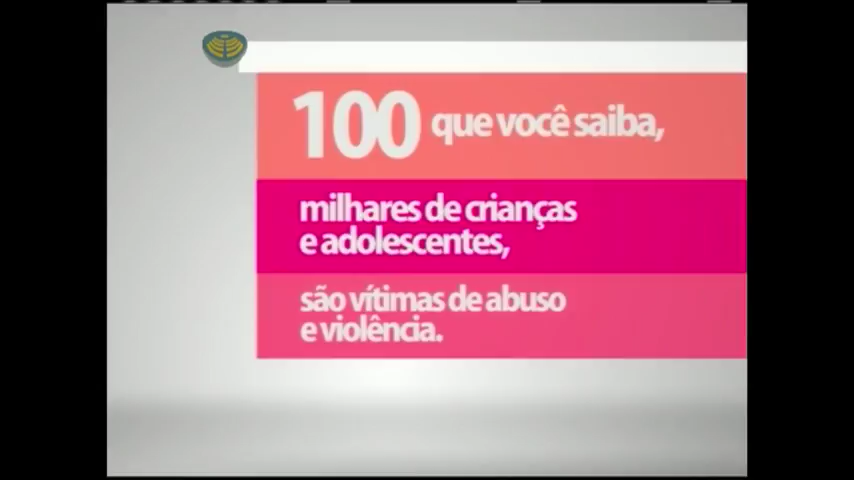 100 que você saiba,
milhares de crianças
e adolescentes,
são vítimas de abuso
e violência.